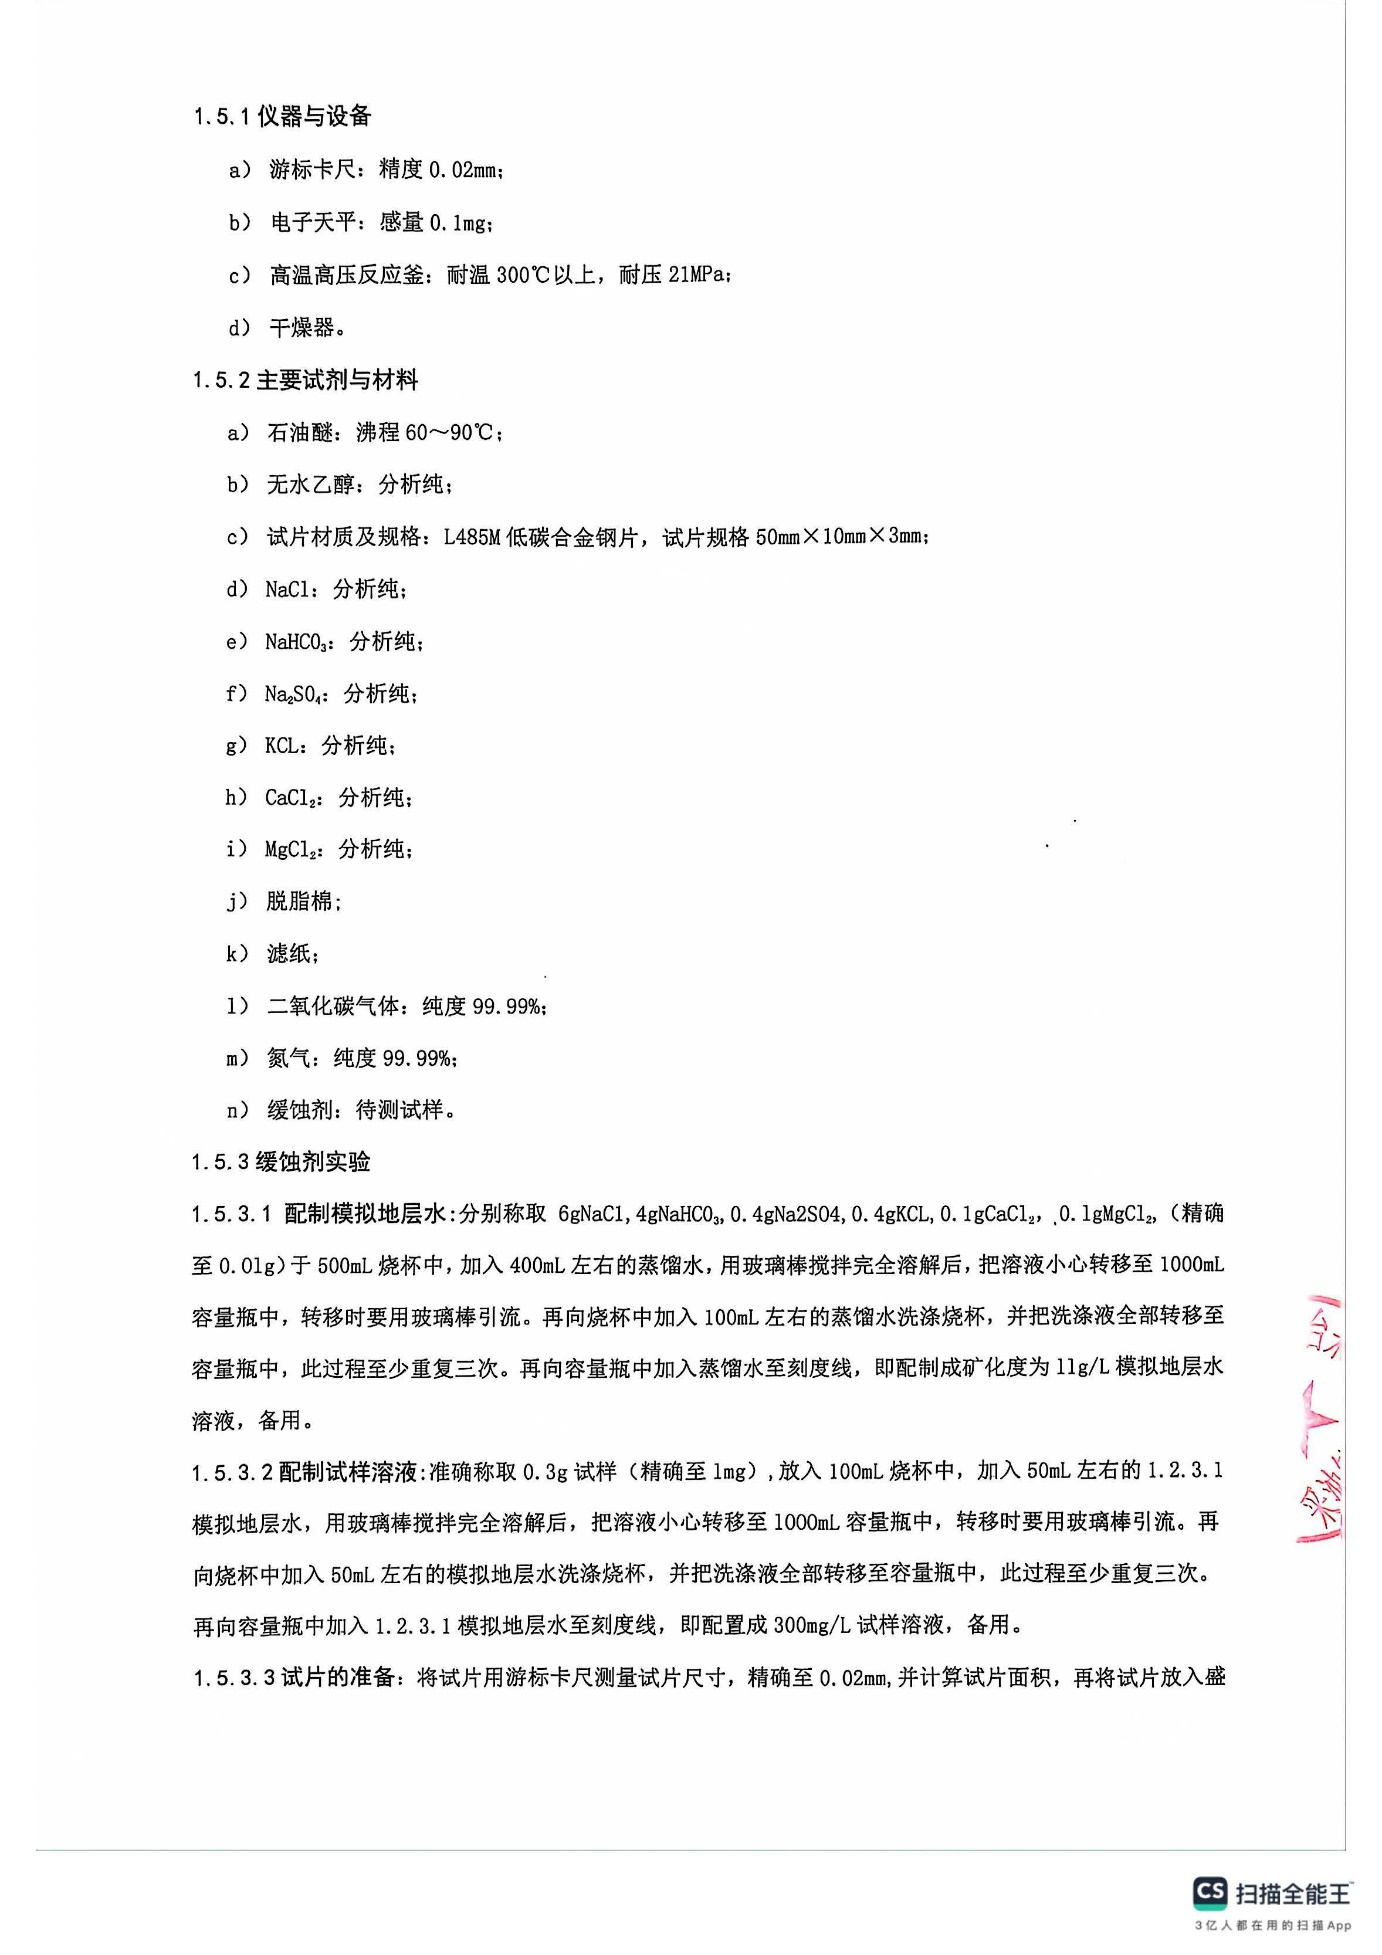 1.5.1 仪器与设备
a） 游标卡尺：精度 0.02mm；
b） 电子天平：感量 0.1mg；
c） 高温高压反应釜：耐温 300℃以上，耐压 21MPa；
d） 干燥器。
1.5.2 主要试剂与材料
a） 石油醚：沸程 60～90℃；
b） 无水乙醇：分析纯；
c） 试片材质及规格：L485M 低碳合金钢片，试片规格 50mm×10mm×3mm；
d） NaCl：分析纯；
e） NaHCO₃：分析纯；
f） Na₂SO₄：分析纯；
g） KCL：分析纯；
h） CaCl₂：分析纯；
i） MgCl₂：分析纯；
j） 脱脂棉；
k） 滤纸；
l） 二氧化碳气体：纯度 99.99%；
m） 氮气：纯度 99.99%；
n） 缓蚀剂：待测试样。
1.5.3 缓蚀剂实验
1.5.3.1 配制模拟地层水:分别称取 6gNaCl,4gNaHCO₃,0.4gNa2SO4,0.4gKCL,0.1gCaCl₂，0.1gMgCl₂,（精确
至 0.01g)于 500mL 烧杯中,加入 400mL 左右的蒸馏水,用玻璃棒搅拌完全溶解后,把溶液小心转移至 1000mL
容量瓶中，转移时要用玻璃棒引流。再向烧杯中加入 100mL 左右的蒸馏水洗涤烧杯，并把洗涤液全部转移至
容量瓶中，此过程至少重复三次。再向容量瓶中加入蒸馏水至刻度线，即配制成矿化度为 11g/L 模拟地层水
溶液，备用。
1.5.3.2 配制试样溶液:准确称取 0.3g 试样（精确至 1mg）,放入 100mL 烧杯中，加入 50mL 左右的 1.2.3.1
模拟地层水，用玻璃棒搅拌完全溶解后，把溶液小心转移至 1000mL 容量瓶中，转移时要用玻璃棒引流。再
向烧杯中加入 50mL 左右的模拟地层水洗涤烧杯，并把洗涤液全部转移至容量瓶中，此过程至少重复三次。
再向容量瓶中加入 1.2.3.1 模拟地层水至刻度线，即配置成 300mg/L 试样溶液，备用。
1.5.3.3 试片的准备：将试片用游标卡尺测量试片尺寸，精确至 0.02mm,并计算试片面积，再将试片放入盛
CS 扫描全能王
3亿人都在用的扫描App